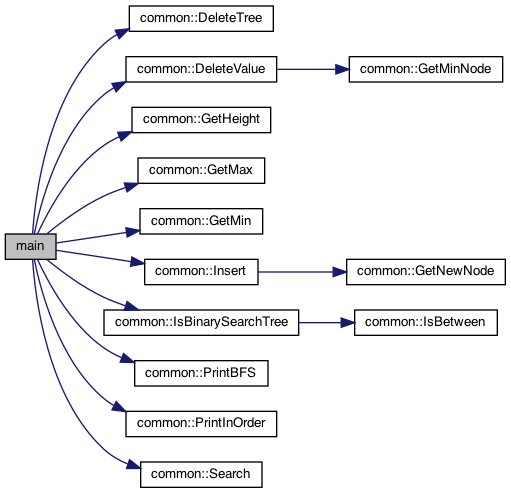 common::DeleteTree
common::DeleteValue
common::GetMinNode
common::GetHeight
common::GetMax
common::GetMin
main
common::Insert
common::GetNewNode
common::IsBinarySearchTree
common::IsBetween
common::PrintBFS
common::PrintInOrder
common::Search